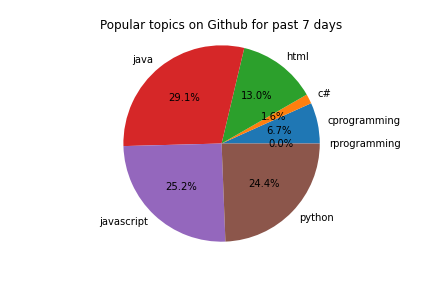 Popular topics on Github for past 7 days
java
html
c#
cprogramming
rprogramming
python
javascript
29.1%
13.0%
1.6%
6.7%
0.0%
24.4%
25.2%